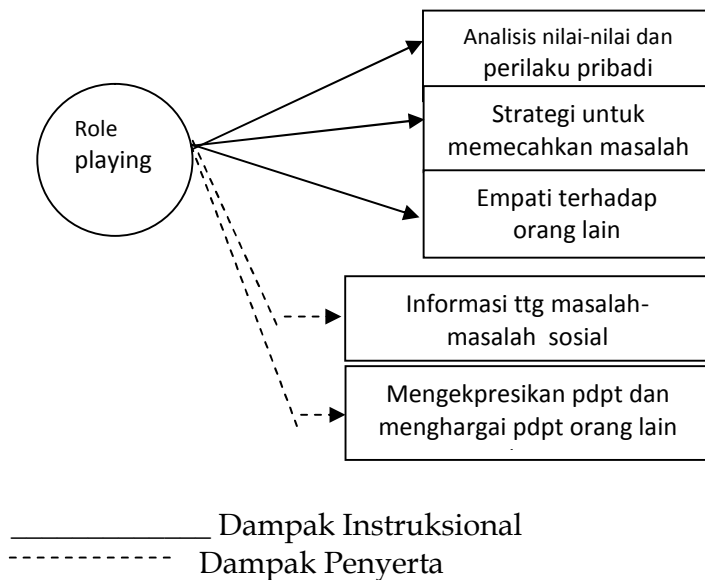 Role
playing
Analisis nilai-nilai dan
perilaku pribadi
Strategi untuk
memecahkan masalah
Empati terhadap
orang lain
Informasi ttg masalah-
masalah sosial
Mengekpresikan pdpt dan
menghargai pdpt orang lain
Dampak Instruksional
Dampak Penyerta